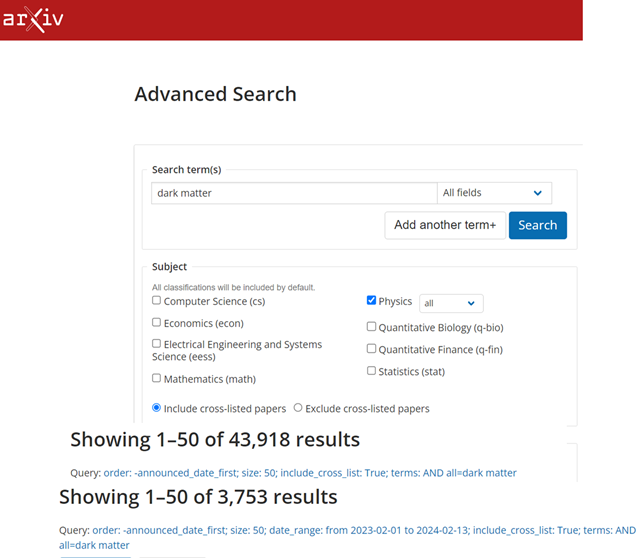 arXiv
Advanced Search
Search term(s)
dark matter
All fields
Add another term+
Search
Subject
All classifications will be included by default.
Computer Science (cs)
Physics
all
Economics (econ)
Quantitative Biology (q-bio)
Electrical Engineering and Systems
Science (eess)
Quantitative Finance (q-fin)
Statistics (stat)
Mathematics (math)
Include cross-listed papers
Exclude cross-listed papers
Showing 1–50 of 43,918 results
Query: order: -announced_date_first; size: 50; include_cross_list: True; terms: AND all=dark matter
Showing 1–50 of 3,753 results
Query: order: -announced_date_first; size: 50; date_range: from 2023-02-01 to 2024-02-13; include_cross_list: True; terms: AND
all=dark matter